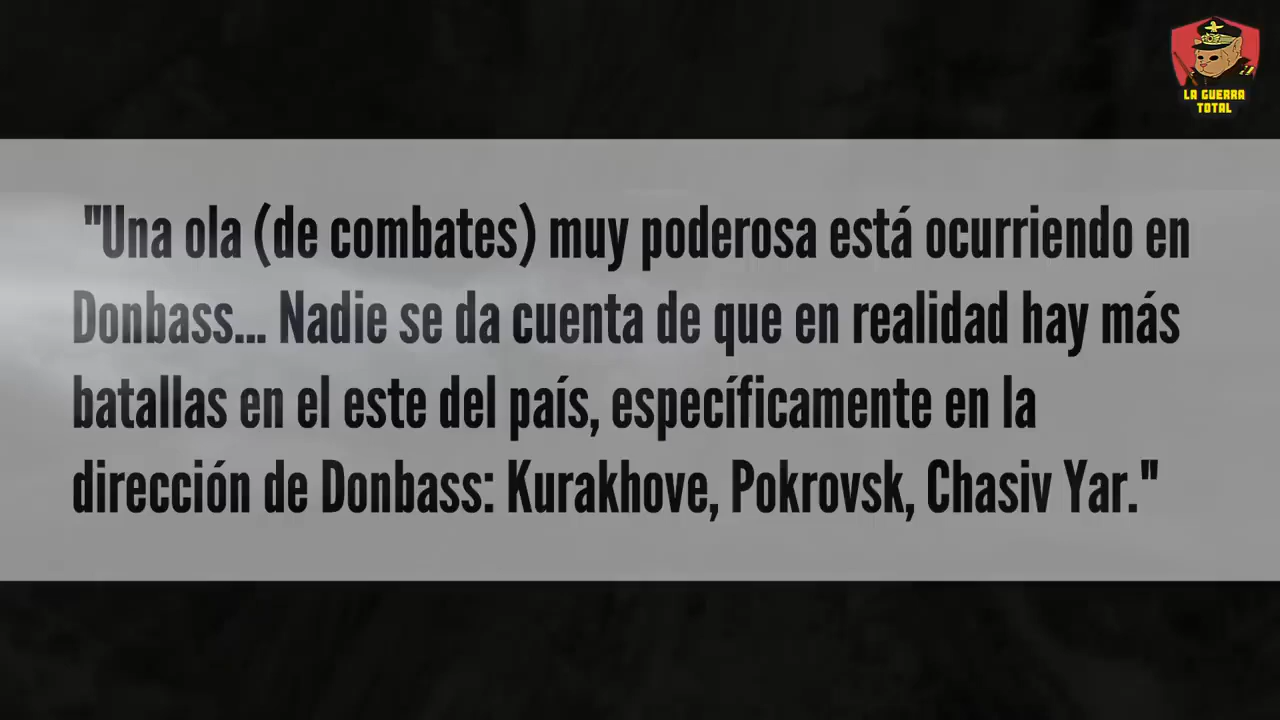 LA GUERRA
TOTAL
"Una ola (de combates) muy poderosa está ocurriendo en
Donbass... Nadie se da cuenta de que en realidad hay más
batallas en el este del país, específicamente en la
dirección de Donbass: Kurakhove, Pokrovsk, Chasiv Yar."